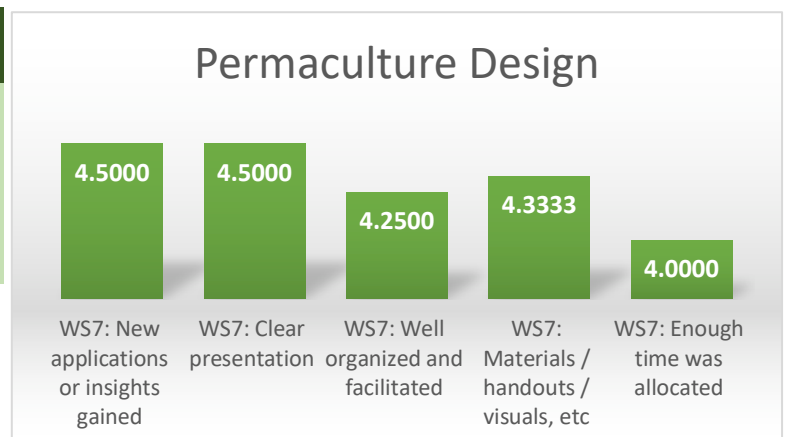 Permaculture Design
4.5000
4.5000
4.2500
4.3333
4.0000
WS7: New
applications
or insights
gained
WS7: Clear
presentation
WS7: Well
organized and
facilitated
WS7:
Materials /
handouts /
visuals, etc
WS7: Enough
time was
allocated